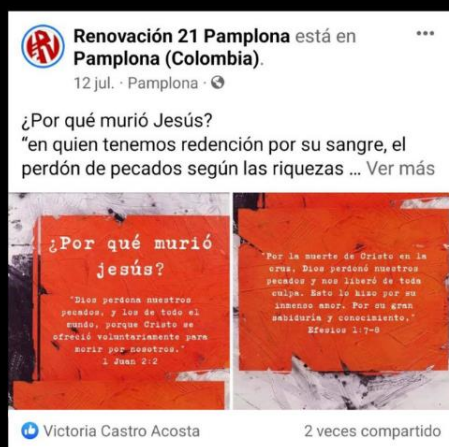 Renovación 21 Pamplona está en
Pamplona (Colombia).
12 jul. · Pamplona ·
¿Por qué murió Jesús?
“en quien tenemos redención por su sangre, el
perdón de pecados según las riquezas ... Ver más
¿Por qué murió
jesús?
"Dios perdona nuestros
pecados, y los de todo el
mundo, porque Cristo se
ofreció voluntariamente para
morir por nosotros."
1 Juan 2:2
"Por la muerte de Cristo en la
cruz, Dios perdonó nuestros
pecados y nos liberó de toda
culpa. Esto lo hizo por su
inmenso amor. Por su gran
sabiduría y conocimiento,"
Efesios 1:7-8
Victoria Castro Acosta
2 veces compartido